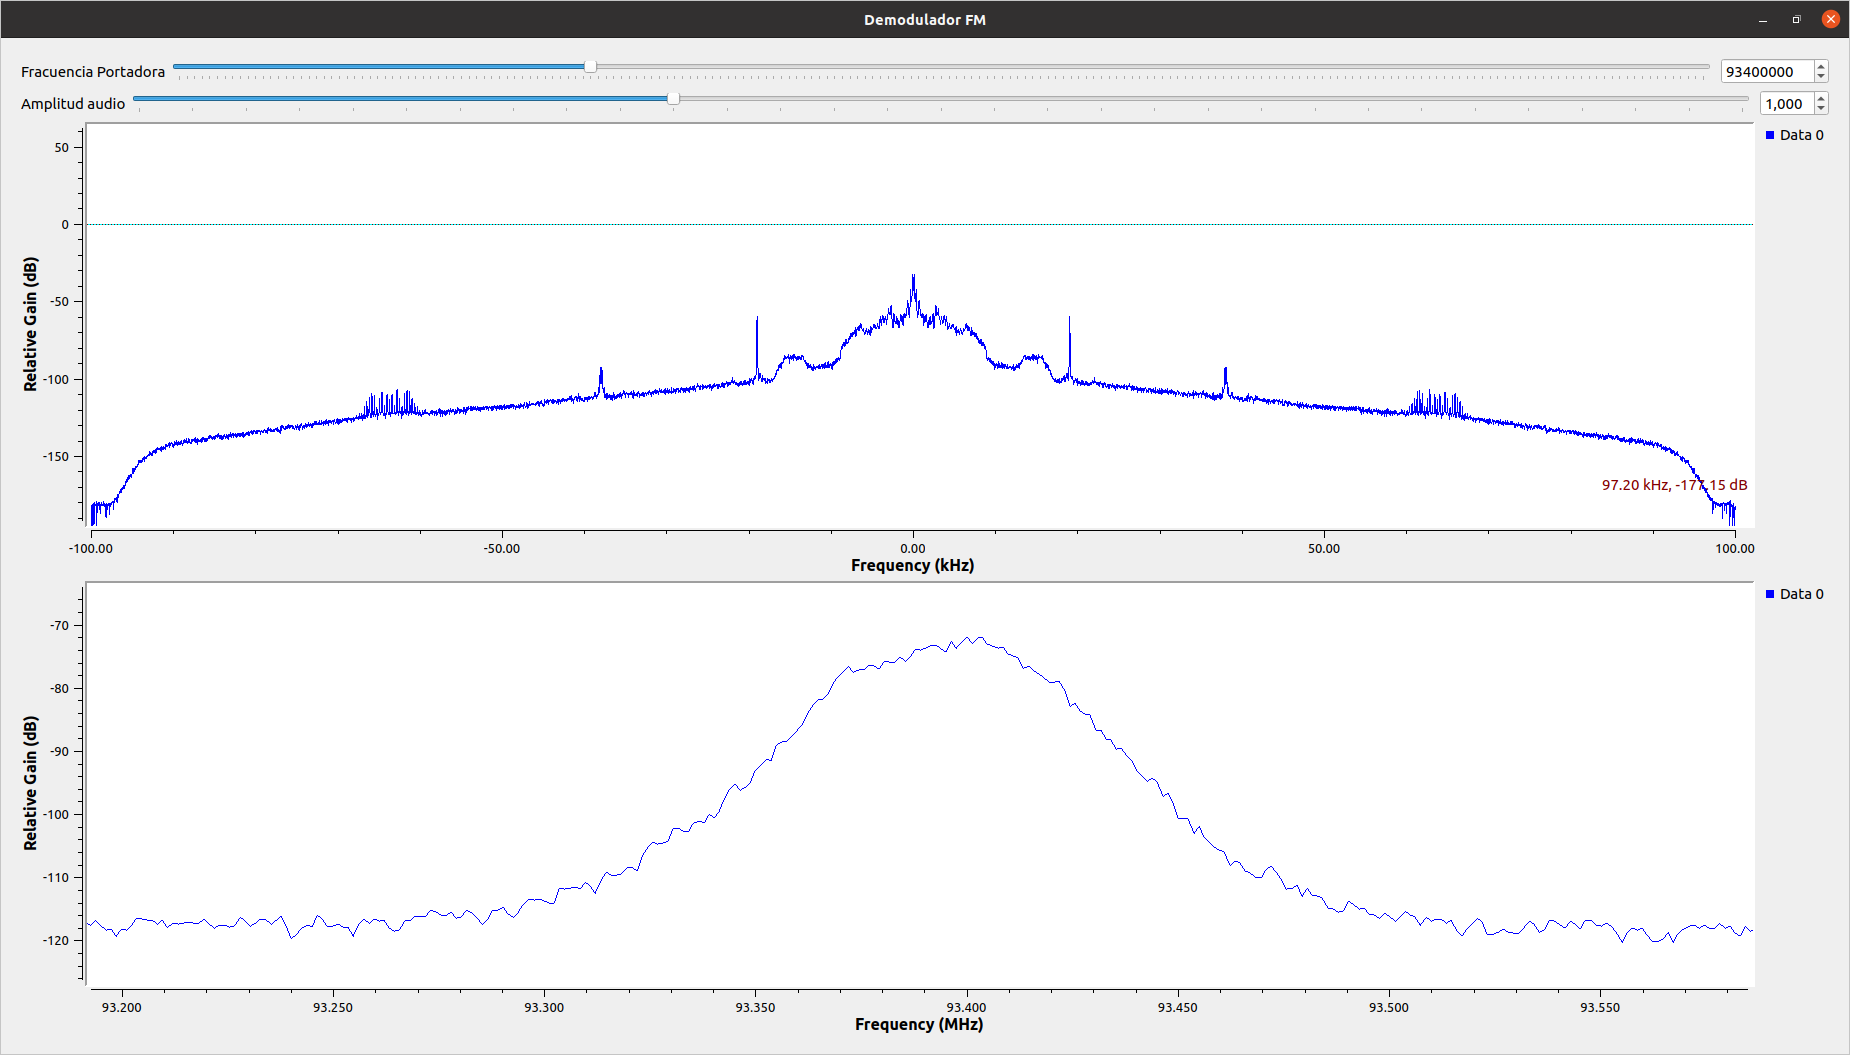 Demodulador FM
Fracuencia Portadora
93400000
Amplitud audio
1,000
Data 0
50
0
-50
-100
-150
Relative Gain (dB)
97.20 kHz, -177.15 dB
-100.00
-50.00
0.00
50.00
100.00
Frequency (kHz)
Data 0
-70
-80
-90
-100
-110
-120
Relative Gain (dB)
93.200
93.250
93.300
93.350
93.400
93.450
93.500
93.550
Frequency (MHz)